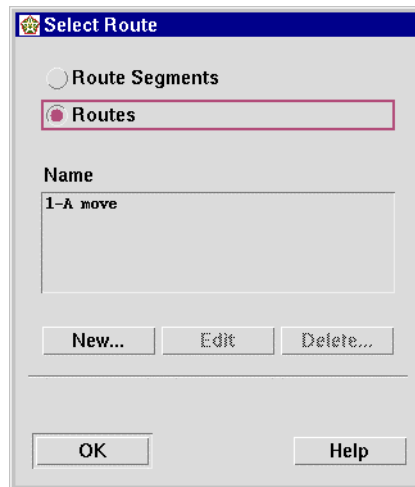 Select Route
Route Segments
Routes
Name
1-A move
New... Edit Delete...
OK Help